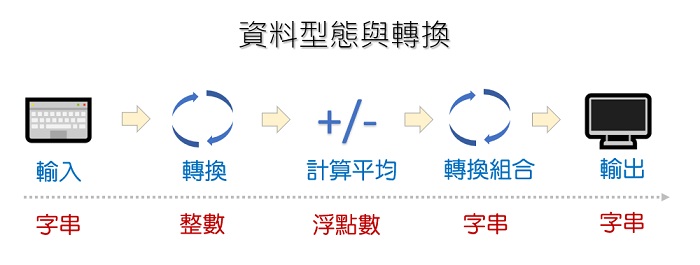 資料型態與轉換
+/-
輸入 轉換 計算平均 轉換組合 輸出
字串 整數 浮點數 字串 字串